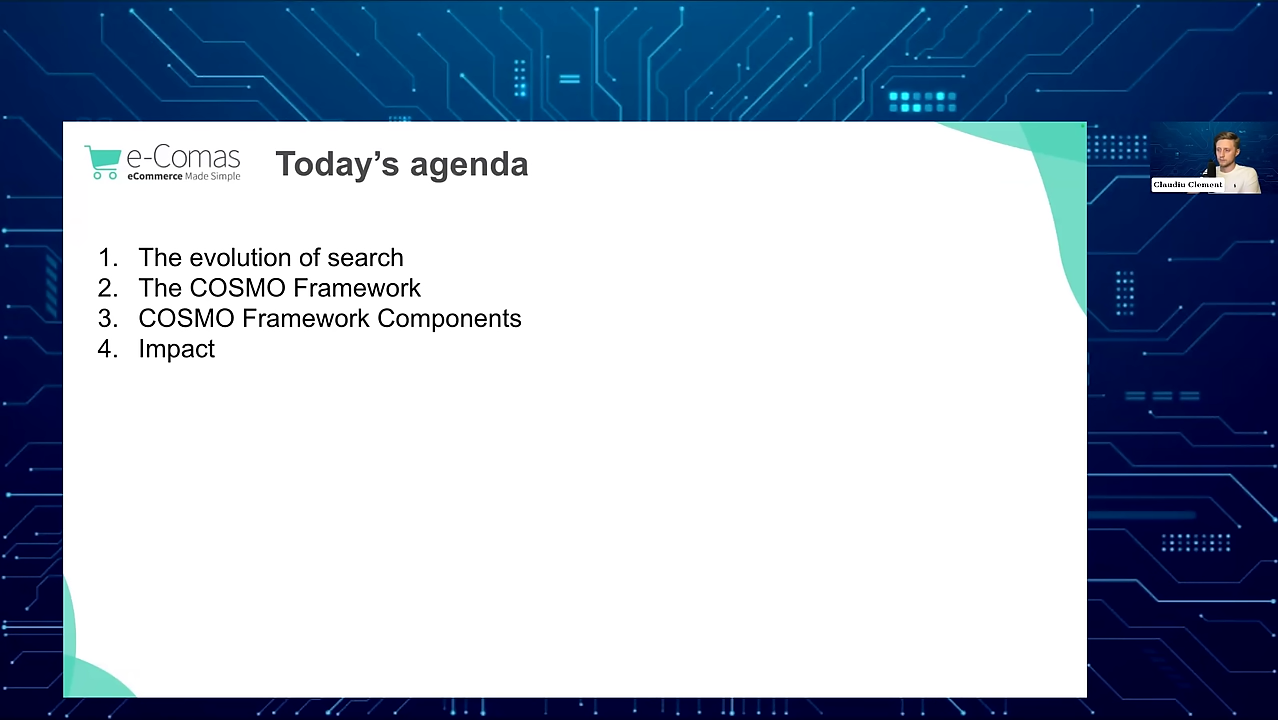 e-Comas
eCommerce Made Simple
Today’s agenda
1. The evolution of search
2. The COSMO Framework
3. COSMO Framework Components
4. Impact
Claudiu Clement